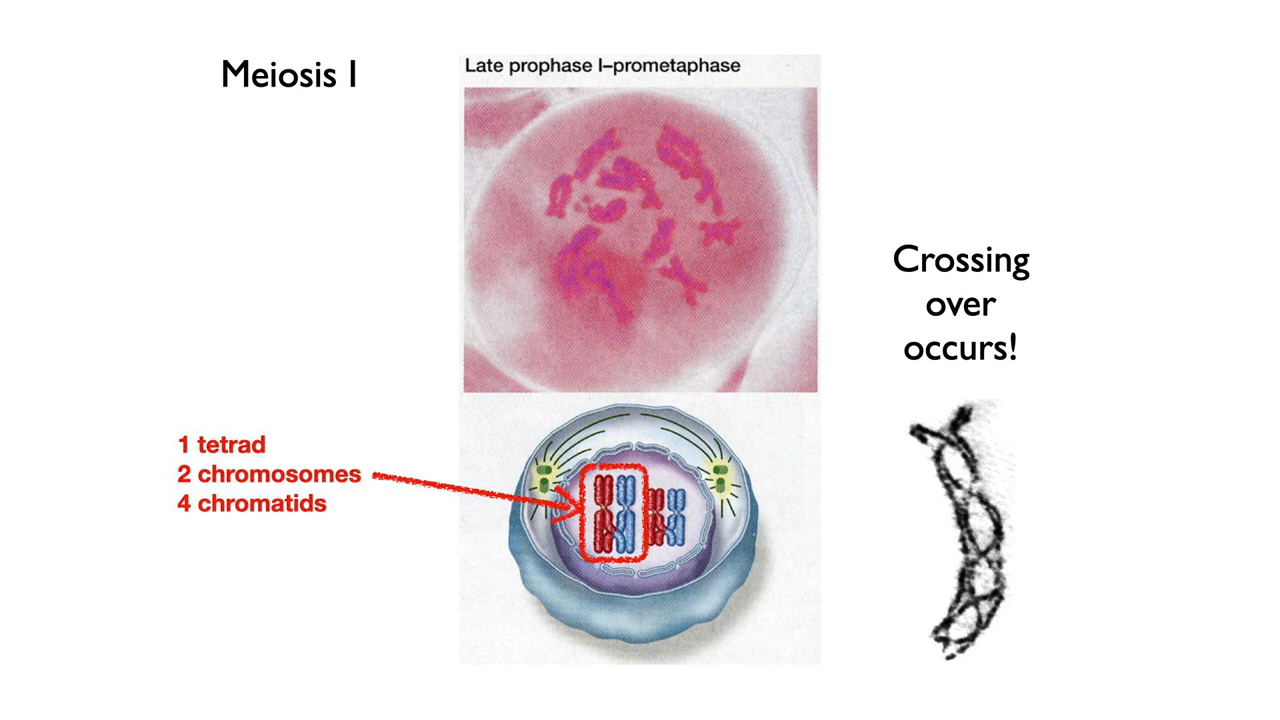 Meiosis I
Late prophase I–prometaphase
Crossing
over
occurs!
1 tetrad
2 chromosomes
4 chromatids